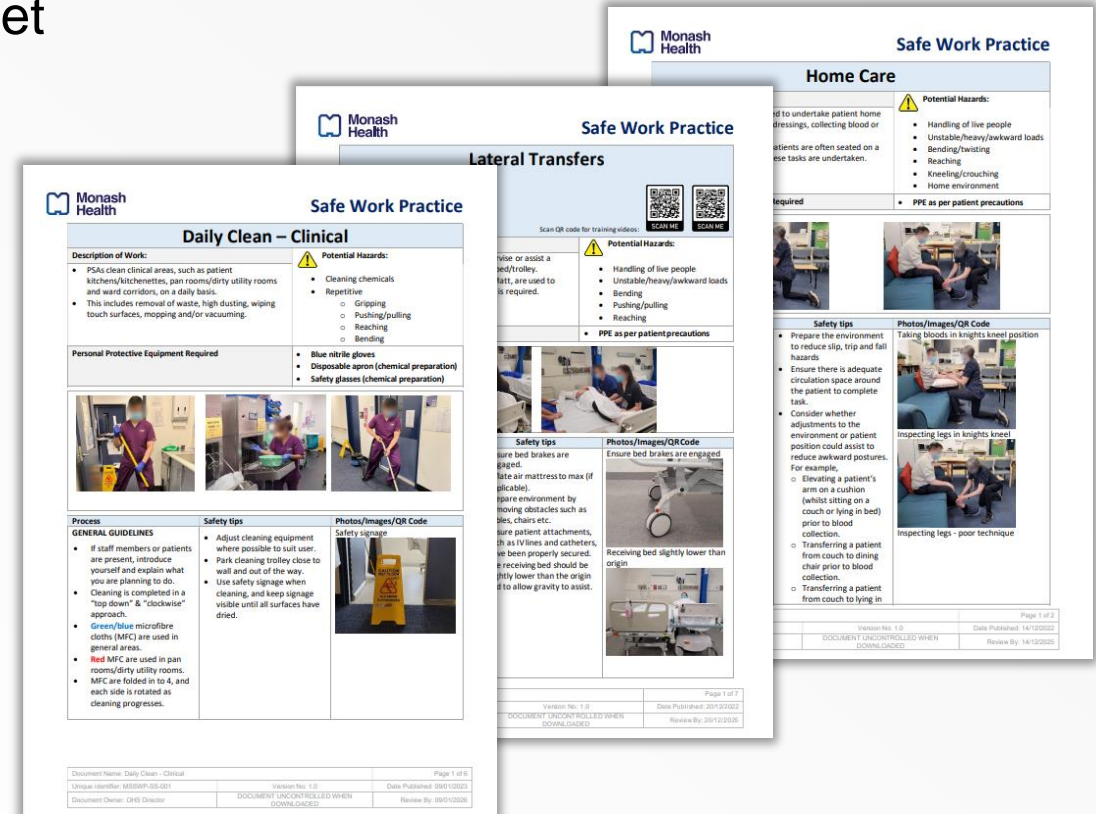 et
Monash
Health
Safe Work Practice
Daily Clean – Clinical
Description of Work:
• PSAs clean clinical areas, such as patient
kitchens/kitchenettes, pan rooms/dirty utility rooms
and ward corridors, on a daily basis.
• This includes removal of waste, high dusting, wiping
touch surfaces, mopping and/or vacuuming.
Potential Hazards:
• Cleaning chemicals
• Repetitive
o Gripping
o Pushing/pulling
o Reaching
o Bending
Personal Protective Equipment Required
• Blue nitrile gloves
• Disposable apron (chemical preparation)
• Safety glasses (chemical preparation)
Process
GENERAL GUIDELINES
• If staff members or patients
are present, introduce
yourself and explain what
you are planning to do.
• Cleaning is completed in a
"top down" & "clockwise"
approach.
• Green/blue microfibre
cloths (MFC) are used in
general areas.
• Red MFC are used in pan
rooms/dirty utility rooms.
• MFC are folded in to 4, and
each side is rotated as
cleaning progresses.
Safety tips
• Adjust cleaning equipment
where possible to suit user.
• Park cleaning trolley close to
wall and out of the way.
• Use safety signage when
cleaning, and keep signage
visible until all surfaces have
dried.
Photos/Images/QR Code
Safety signage
CAUTION
Document Name: Daily Clean - Clinical
Page 1 of 6
Unique Identifier: MSSWP-SS-001
Version No: 1.0
Date Published: 09/01/2023
Document Owner: OHS Director
DOCUMENT UNCONTROLLED WHEN
DOWNLOADED
Review By: 09/01/2026
Monash
Health
Safe Work Practice
Lateral Transfers
Scan QR code for training videos:
SCAN ME
SCAN ME
Potential Hazards:
rvise or assist a
bed/trolley.
latt, are used to
is required.
• Handling of live people
• Unstable/heavy/awkward loads
• Bending
• Pushing/pulling
• Reaching
• PPE as per patient precautions
Safety tips
sure bed brakes are
gaged.
late air mattress to max (if
plicable).
epare environment by
moving obstacles such as
bles, chairs etc.
sure patient attachments,
ch as IV lines and catheters,
ve been properly secured.
e receiving bed should be
ghtly lower than the origin
d to allow gravity to assist.
Photos/Images/QR Code
Ensure bed brakes are engaged
Receiving bed slightly lower than
origin
Page 1 of 7
Version No: 1.0
Date Published: 20/12/2022
DOCUMENT UNCONTROLLED WHEN
DOWNLOADED
Review By: 20/12/2025
Monash
Health
Safe Work Practice
Home Care
ed to undertake patient home
dressings, collecting blood or
atients are often seated on a
ese tasks are undertaken.
Potential Hazards:
• Handling of live people
• Unstable/heavy/awkward loads
• Bending/twisting
• Reaching
• Kneeling/crouching
• Home environment
Required
• PPE as per patient precautions
Safety tips
• Prepare the environment
to reduce slip, trip and fall
hazards
• Ensure there is adequate
circulation space around
the patient to complete
task.
• Consider whether
adjustments to the
environment or patient
position could assist to
reduce awkward postures.
For example,
o Elevating a patient's
arm on a cushion
(whilst sitting on a
couch or lying in bed)
prior to blood
collection.
o Transferring a patient
from couch to dining
chair prior to blood
collection.
o Transferring a patient
from couch to lying in
Photos/Images/QR Code
Taking bloods in knights kneel position
Inspecting legs in knights kneel
Inspecting legs - poor technique
Page 1 of 2
Version No: 1.0
Date Published: 14/12/2022
DOCUMENT UNCONTROLLED WHEN
DOWNLOADED
Review By: 14/12/2025